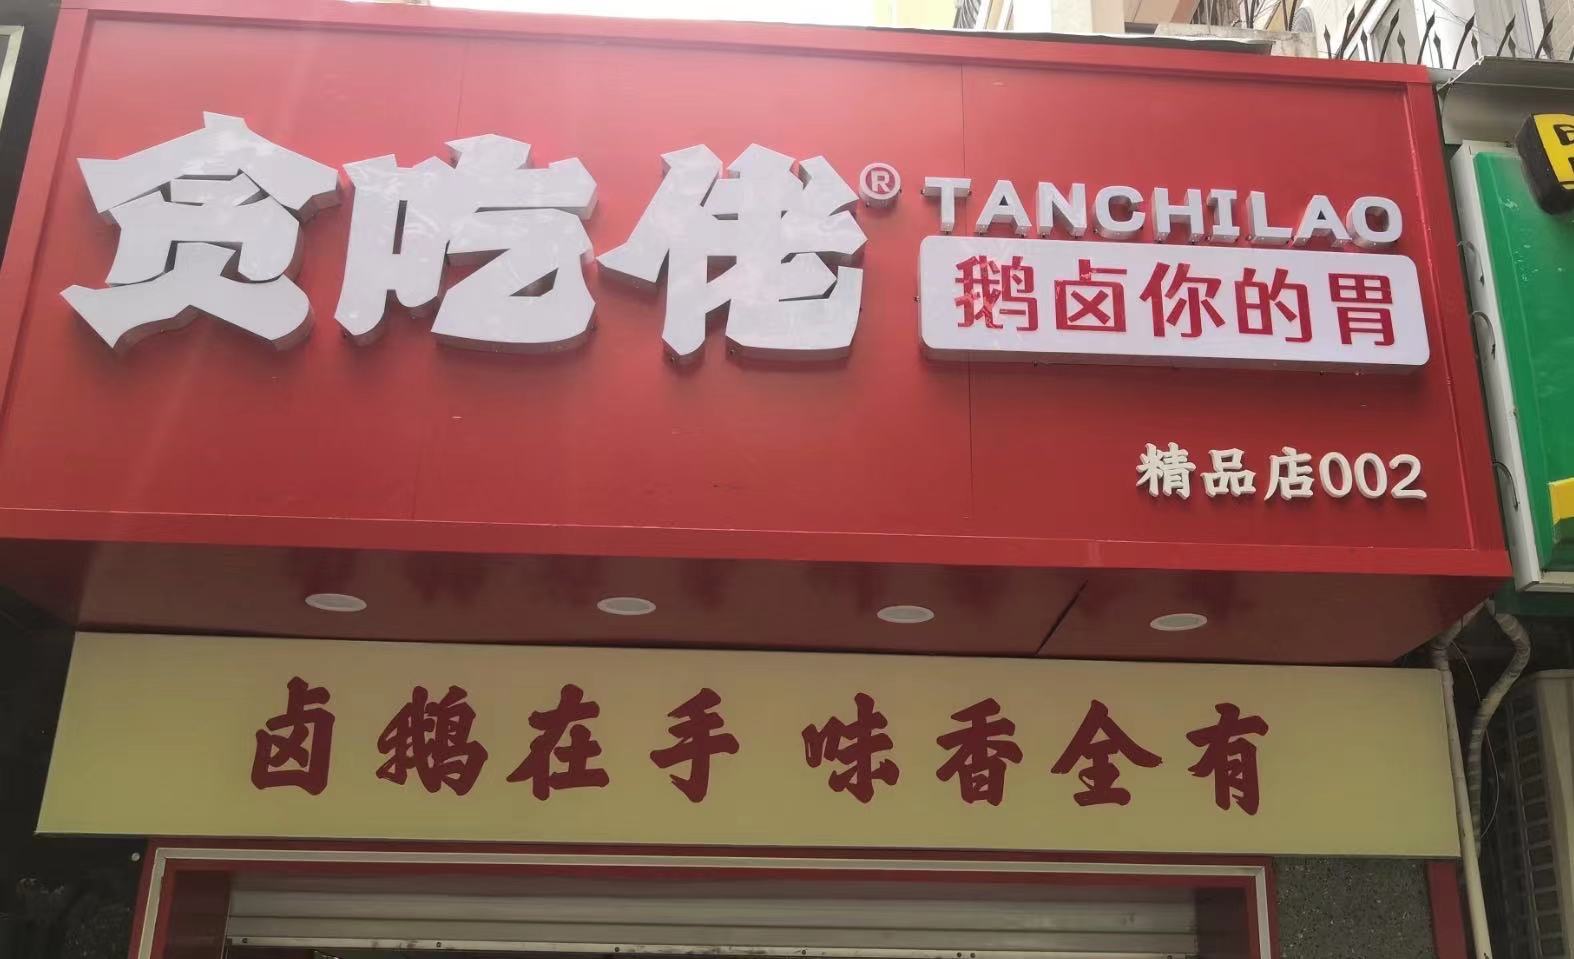 贪吃佬®
TANCHILAO
鹅卤你的胃
精品店002
卤鹅在手 味香全有